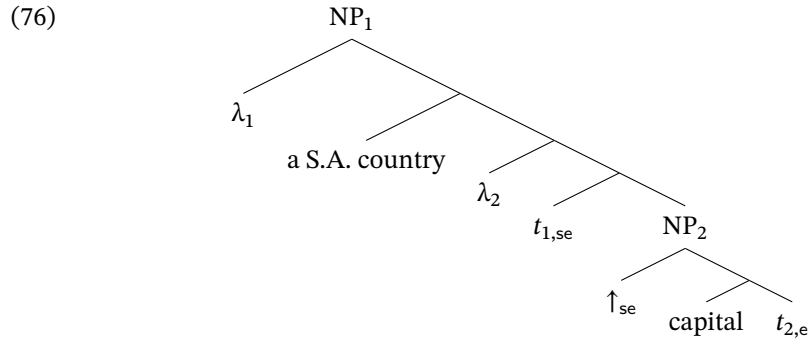 (76)
NP₁
λ₁
a S.A. country
λ₂
t₁,se
NP₂
↑se
capital
t₂,e